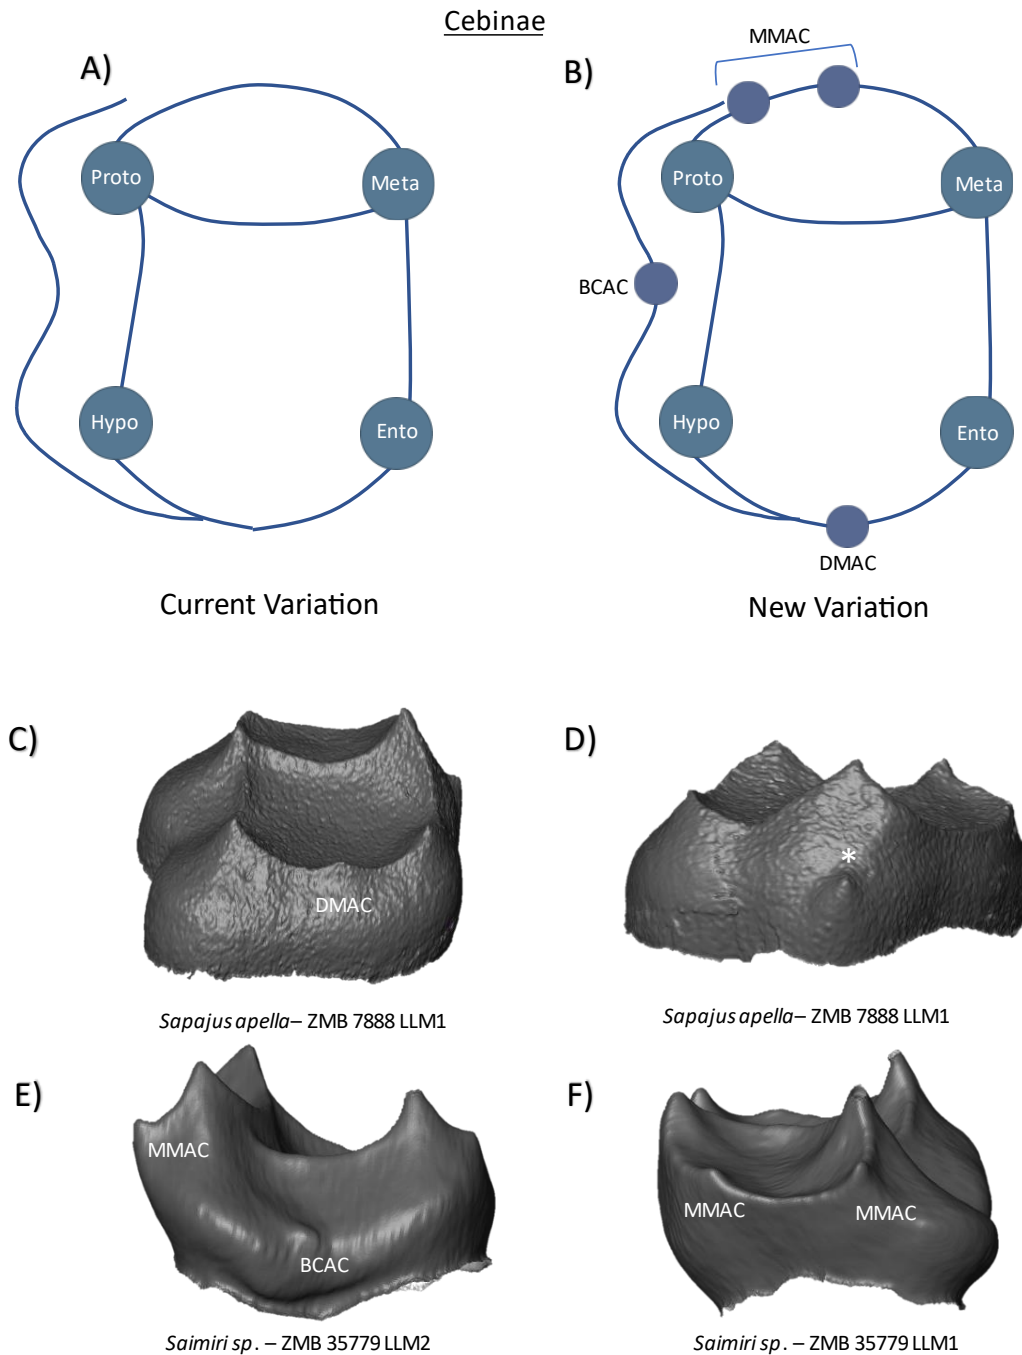 Cebinae
A)
B)
MMAC
Proto
Meta
Proto
Meta
BCAC
Hypo
Ento
Hypo
Ento
DMAC
Current Variation
New Variation
C)
D)
DMAC
*
Sapajus apella– ZMB 7888 LLM1
Sapajus apella– ZMB 7888 LLM1
E)
F)
MMAC
BCAC
MMAC
MMAC
Saimiri sp. – ZMB 35779 LLM2
Saimiri sp. – ZMB 35779 LLM1